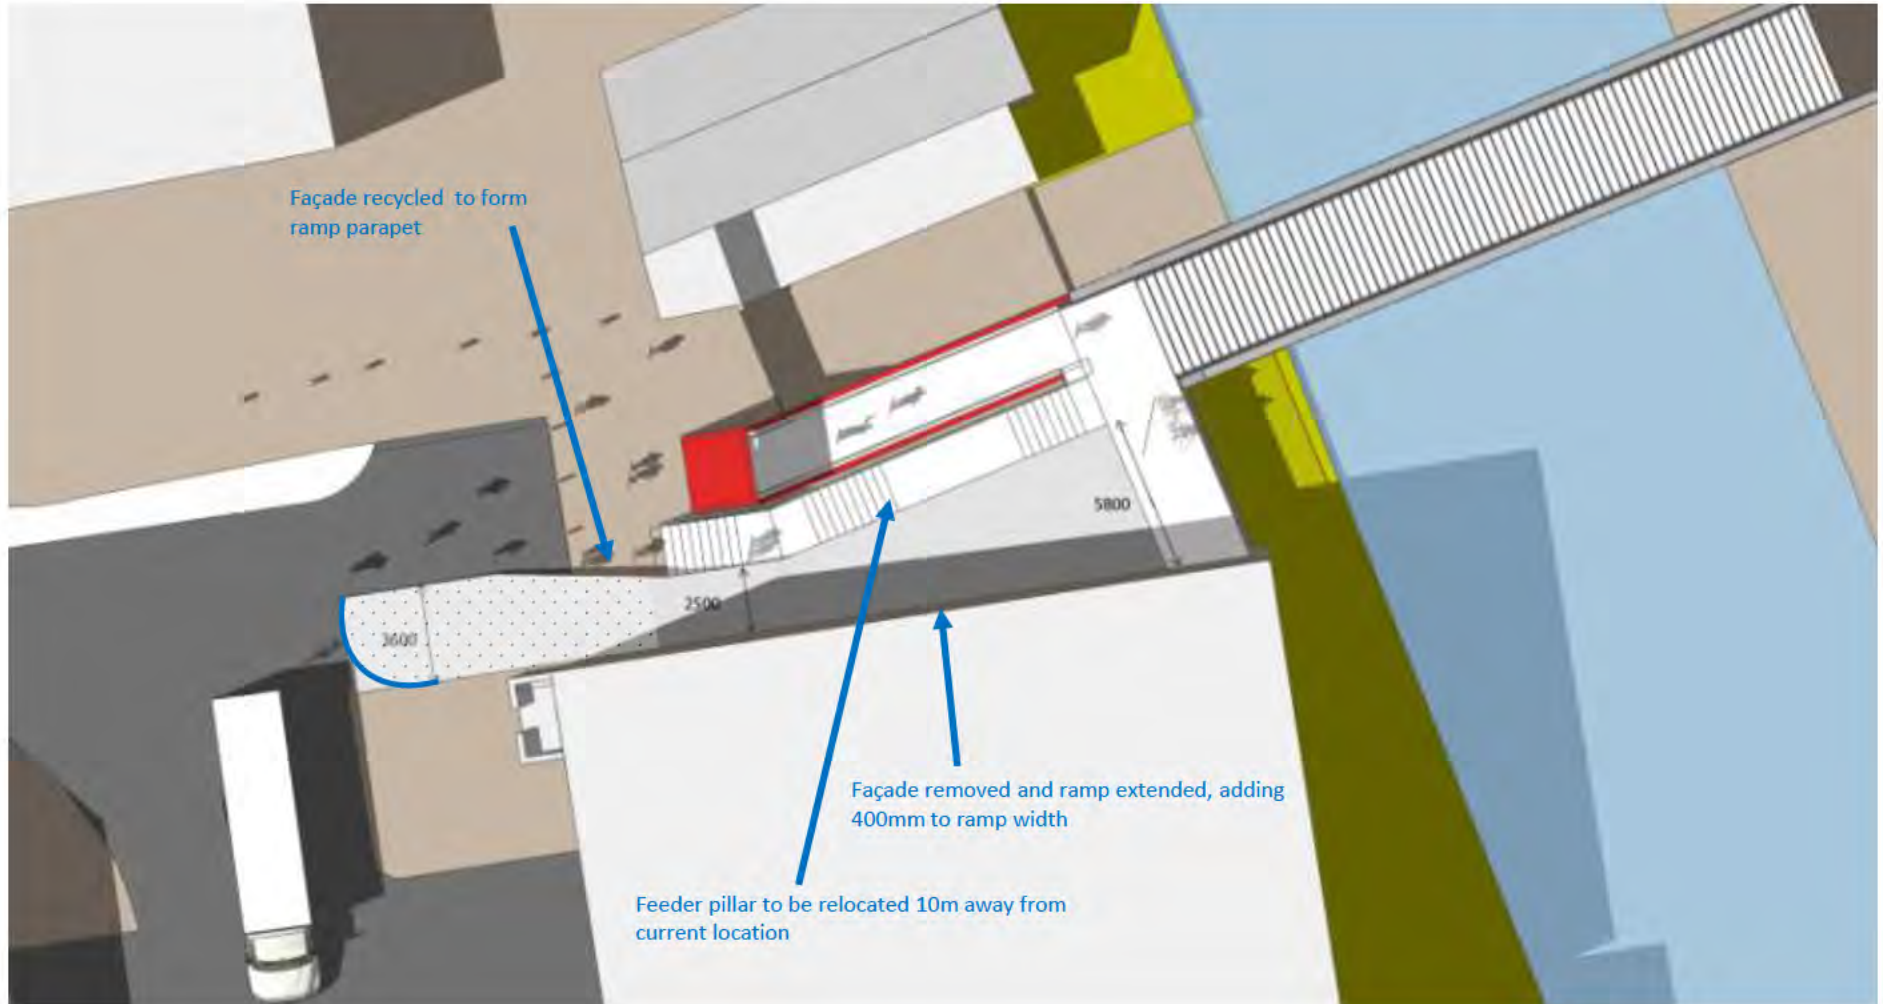 Façade recycled  to form
ramp parapet
5800
2500
3600
Façade removed and ramp extended, adding
400mm to ramp width
Feeder pillar to be relocated 10m away from
current location